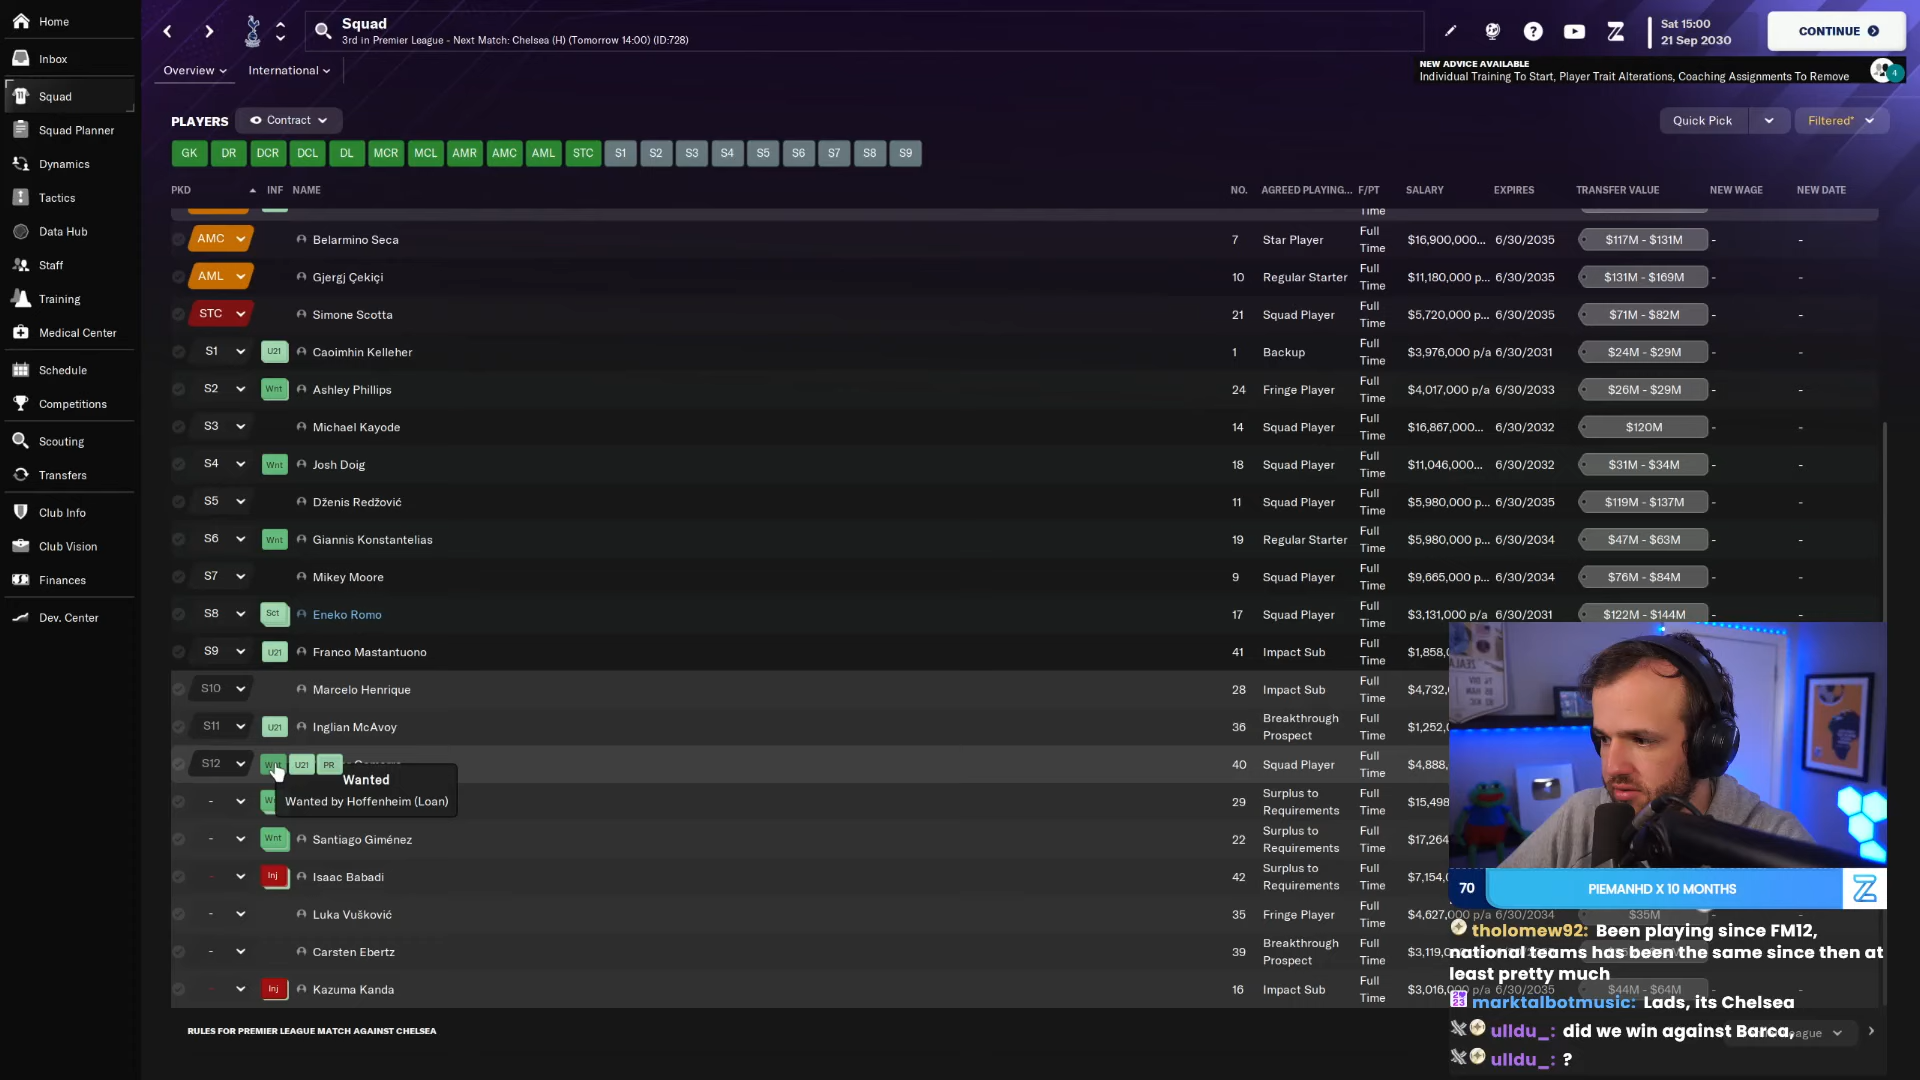 Home
Inbox
Squad
Squad Planner
Dynamics
Tactics
Data Hub
Staff
Training
Medical Center
Schedule
Competitions
Scouting
Transfers
Club Info
Club Vision
Finances
Dev. Center
Squad
3rd in Premier League - Next Match: Chelsea (H) (Tomorrow 14:00) (ID:728)
Sat 15:00
21 Sep 2030
CONTINUE
Overview International
NEW ADVICE AVAILABLE
Individual Training To Start, Player Trait Alterations, Coaching Assignments To Remove
4
PLAYERS Contract
Quick Pick Filtered*
GK DR DCR DCL DL MCR MCL AMR AMC AML STC S1 S2 S3 S4 S5 S6 S7 S8 S9
PKD INF NAME NO. AGREED PLAYING... F/PT SALARY EXPIRES TRANSFER VALUE NEW WAGE NEW DATE
Time
AMC Belarmino Seca 7 Star Player Full Time $16,900,000... 6/30/2035 $117M - $131M - -
AML Gjergj Çekiçi 10 Regular Starter Full Time $11,180,000 p/a 6/30/2035 $131M - $169M - -
STC Simone Scotta 21 Squad Player Full Time $5,720,000 p... 6/30/2035 $71M - $82M - -
S1 U21 Caoimhin Kelleher 1 Backup Full Time $3,976,000 p/a 6/30/2031 $24M - $29M - -
S2 Wnt Ashley Phillips 24 Fringe Player Full Time $4,017,000 p/a 6/30/2033 $26M - $29M - -
S3 Michael Kayode 14 Squad Player Full Time $16,867,000... 6/30/2032 $120M - -
S4 Wnt Josh Doig 18 Squad Player Full Time $11,046,000... 6/30/2032 $31M - $34M - -
S5 Dženis Redžović 11 Squad Player Full Time $5,980,000 p... 6/30/2035 $119M - $137M - -
S6 Wnt Giannis Konstantelias 19 Regular Starter Full Time $5,980,000 p... 6/30/2034 $47M - $63M - -
S7 Mikey Moore 9 Squad Player Full Time $9,665,000 p... 6/30/2034 $76M - $84M - -
S8 Sct Eneko Romo 17 Squad Player Full Time $3,131,000 p/a 6/30/2031 $122M - $144M - -
S9 U21 Franco Mastantuono 41 Impact Sub Full Time $1,858,0
S10 Marcelo Henrique 28 Impact Sub Full Time $4,732,
S11 U21 Inglian McAvoy 36 Breakthrough Prospect Full Time $1,252,0
S12 U21 PR 40 Squad Player Full Time $4,888,
Wanted
Wanted by Hoffenheim (Loan)
- 29 Surplus to Requirements Full Time $15,498
- Wnt Santiago Giménez 22 Surplus to Requirements Full Time $17,264
- Inj Isaac Babadi 42 Surplus to Requirements Full Time $7,154,0
- Luka Vušković 35 Fringe Player Full Time $4,627,000 p/a 6/30/2034 $35M
- Carsten Ebertz 39 Breakthrough Prospect Full Time $3,119,0
- Inj Kazuma Kanda 16 Impact Sub Full Time $3,016,000 p/a 6/30/2035 $44M - $64M - -
RULES FOR PREMIER LEAGUE MATCH AGAINST CHELSEA
70 PIEMANHD X 10 MONTHS
tholomew92: Been playing since FM12,
national teams has been the same since then at
least pretty much
marktalbotmusic: Lads, its Chelsea
ulldu_: did we win against Barca,
ulldu_: ?